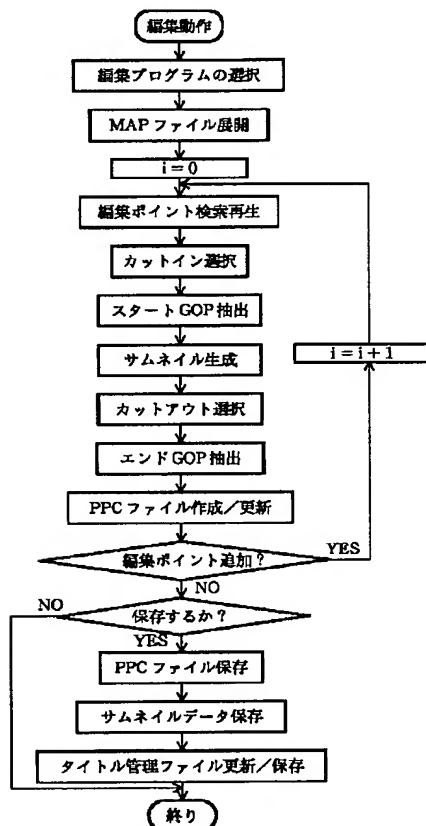 編集動作
編集プログラムの選択
MAPファイル展開
i=0
編集ポイント検索再生
カットイン選択
スタートGOP抽出
サムネイル生成
i=i+1
カットアウト選択
エンドGOP抽出
PPCファイル作成／更新
編集ポイント追加？
YES
NO
保存するか？
NO
YES
PPCファイル保存
サムネイルデータ保存
タイトル管理ファイル更新／保存
終り